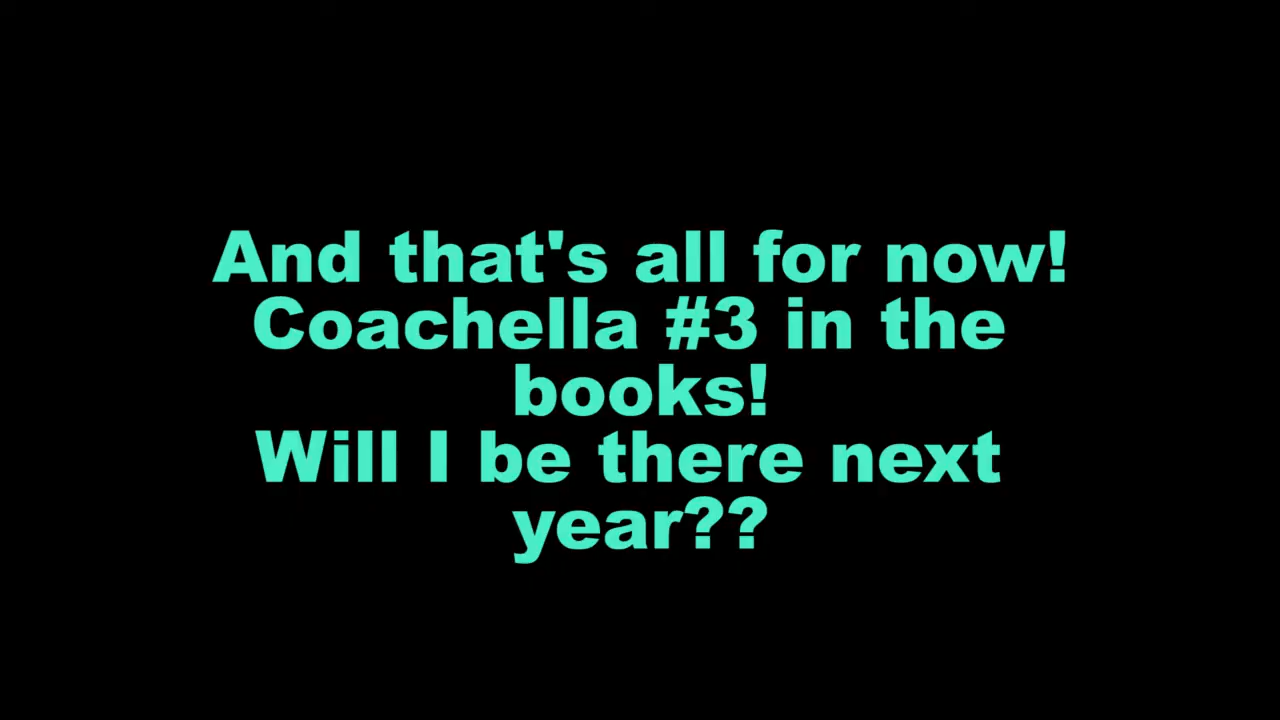 And that's all for now!
Coachella #3 in the
books!
Will I be there next
year??